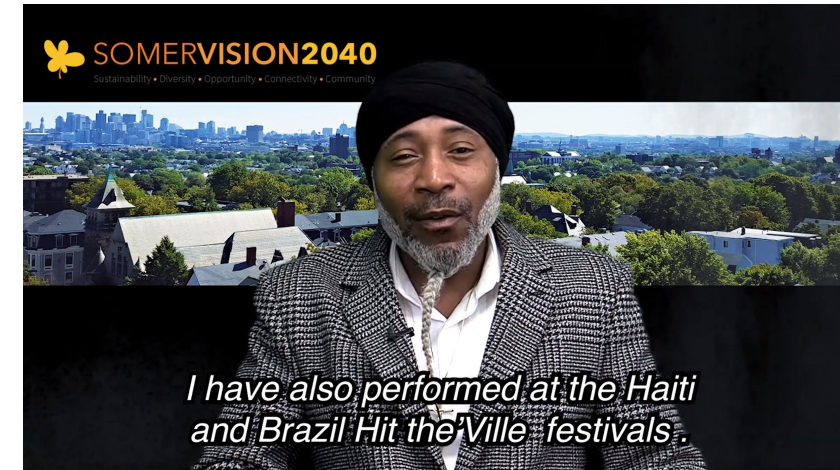 SOMERVISION2040
Sustainability • Diversity • Opportunity • Connectivity • Community
I have also performed at the Haiti
and Brazil Hit the'Ville festivals .